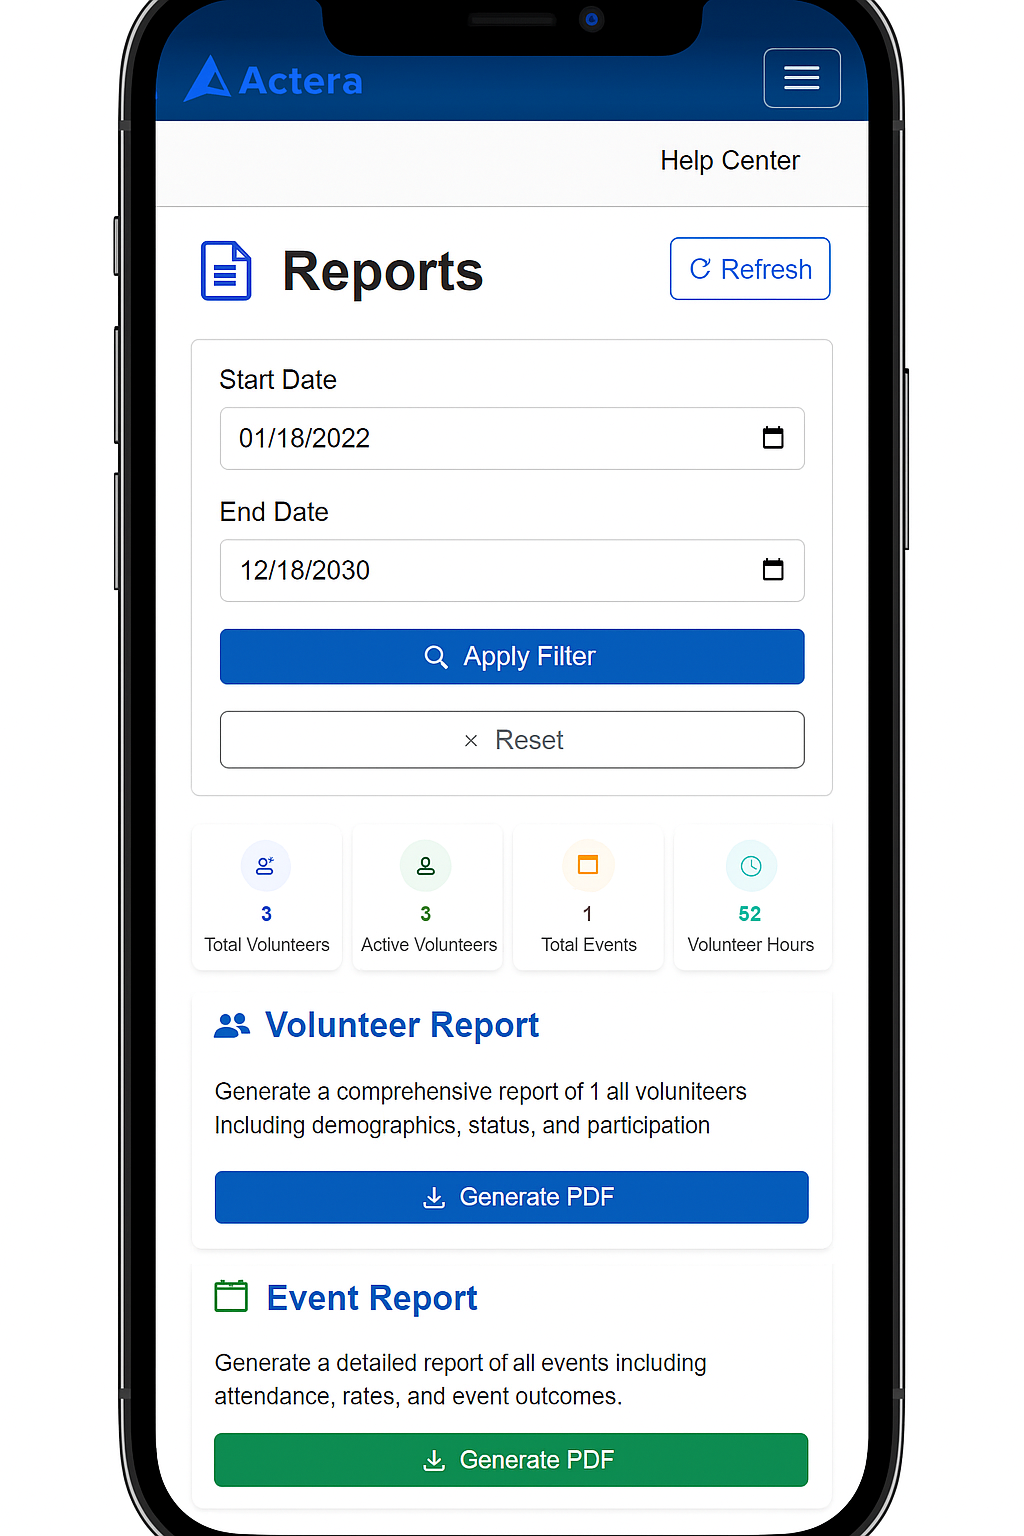 Actera
Help Center
Reports
Refresh
Start Date
01/18/2022
End Date
12/18/2030
Apply Filter
Reset
3
Total Volunteers
3
Active Volunteers
1
Total Events
52
Volunteer Hours
Volunteer Report
Generate a comprehensive report of 1 all voluniteers
Including demographics, status, and participation
Generate PDF
Event Report
Generate a detailed report of all events including
attendance, rates, and event outcomes.
Generate PDF